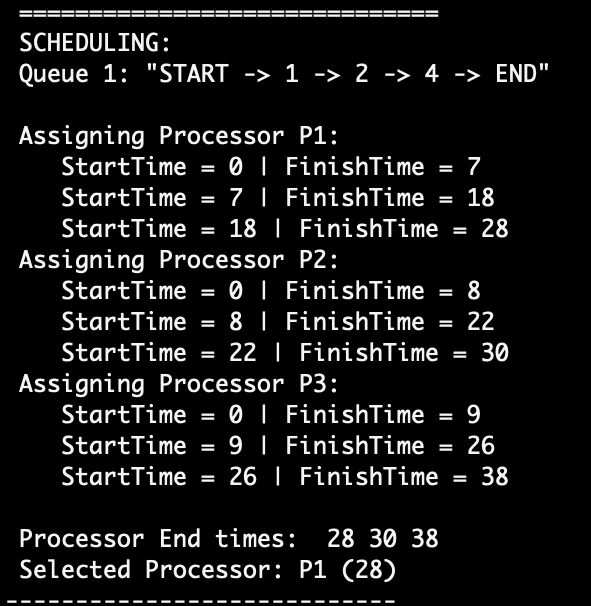 ==============================
SCHEDULING:
Queue 1: "START -> 1 -> 2 -> 4 -> END"
Assigning Processor P1:
StartTime = 0 | FinishTime = 7
StartTime = 7 | FinishTime = 18
StartTime = 18 | FinishTime = 28
Assigning Processor P2:
StartTime = 0 | FinishTime = 8
StartTime = 8 | FinishTime = 22
StartTime = 22 | FinishTime = 30
Assigning Processor P3:
StartTime = 0 | FinishTime = 9
StartTime = 9 | FinishTime = 26
StartTime = 26 | FinishTime = 38
Processor End times:  28 30 38
Selected Processor: P1 (28)
----------------------------